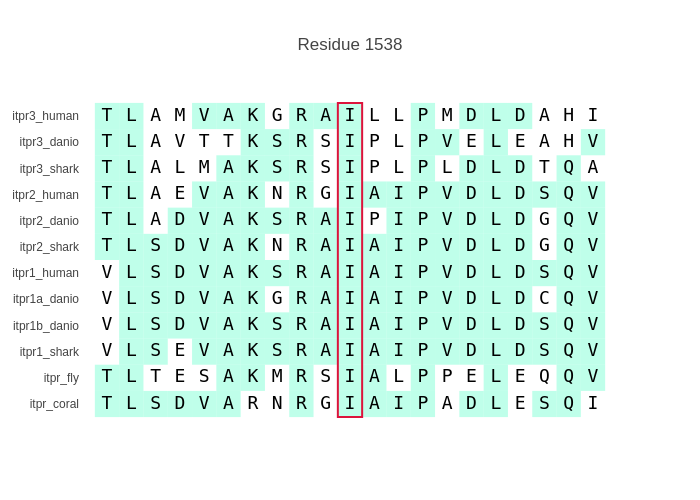 Residue 1538
itpr3_human T L A M V A K G R A I L L P M D L D A H I
itpr3_danio T L A V T T K S R S I P L P V E L E A H V
itpr3_shark T L A L M A K S R S I P L P L D L D T Q A
itpr2_human T L A E V A K N R G I A I P V D L D S Q V
itpr2_danio T L A D V A K S R A I P I P V D L D G Q V
itpr2_shark T L S D V A K N R A I A I P V D L D G Q V
itpr1_human V L S D V A K S R A I A I P V D L D S Q V
itpr1a_danio V L S D V A K G R A I A I P V D L D C Q V
itpr1b_danio V L S D V A K S R A I A I P V D L D S Q V
itpr1_shark V L S E V A K S R A I A I P V D L D S Q V
itpr_fly T L T E S A K M R S I A L P P E L E Q Q V
itpr_coral T L S D V A R N R G I A I P A D L E S Q I